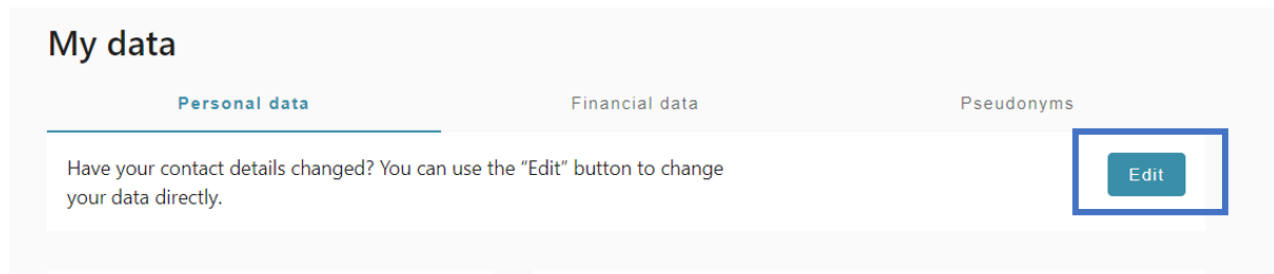 My data
Personal data
Financial data
Pseudonyms
Have your contact details changed? You can use the “Edit” button to change
your data directly.
Edit